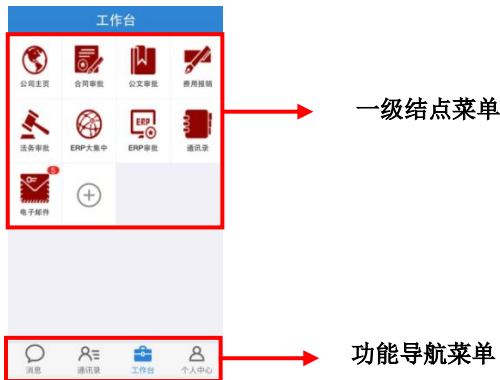 工作台
公司主页 合同审批 公文审批 费用报销
一级结点菜单
法务审批 ERP大集中 ERP ERP审批 通讯录
5
电子邮件
消息 通讯录 工作台 个人中心
功能导航菜单